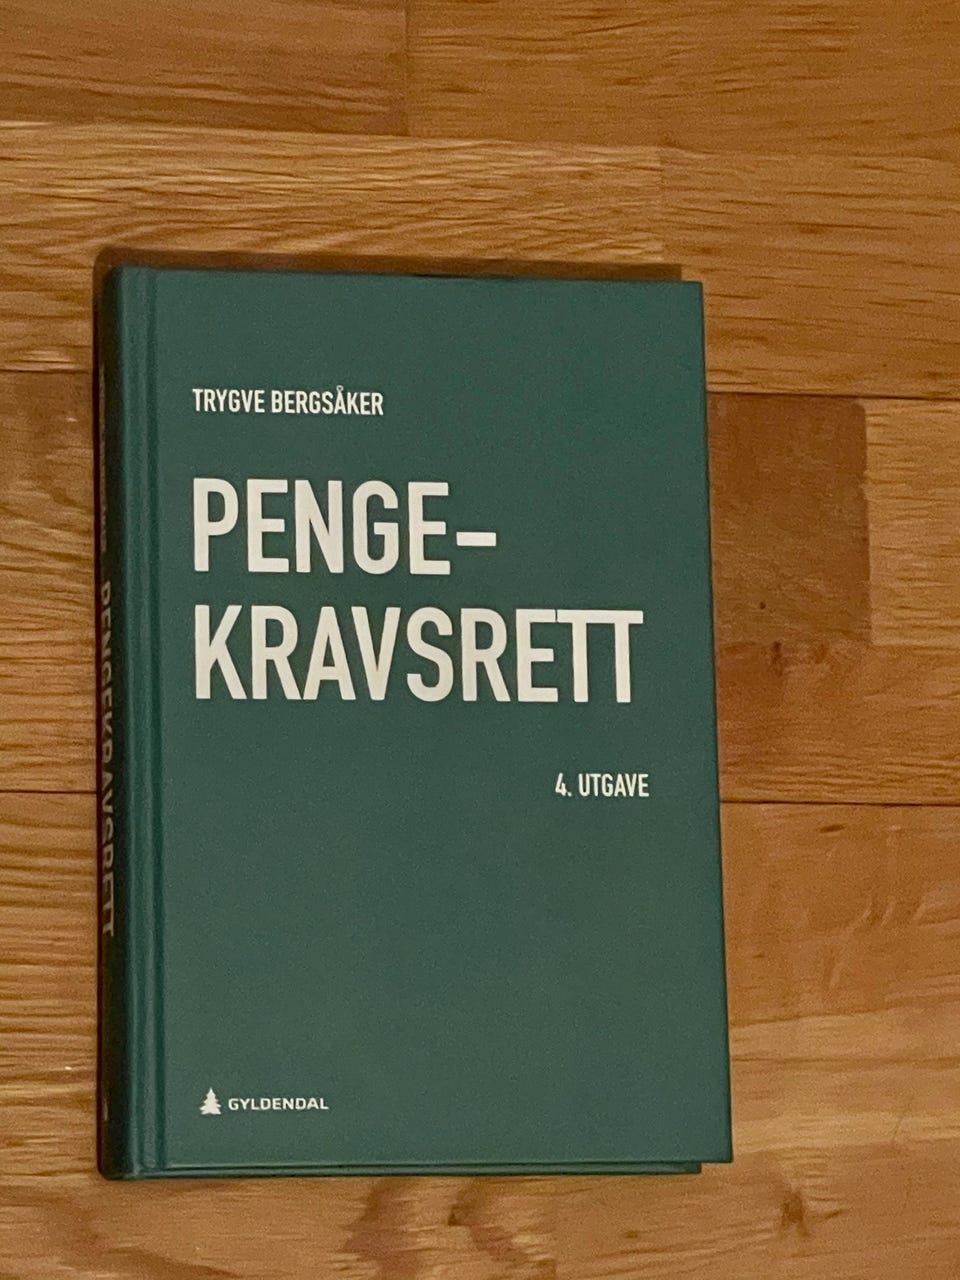 TRYGVE BERGSÅKER
PENGE-
KRAVSRETT
4. UTGAVE
GYLDENDAL
PENGEKRAVSRETT